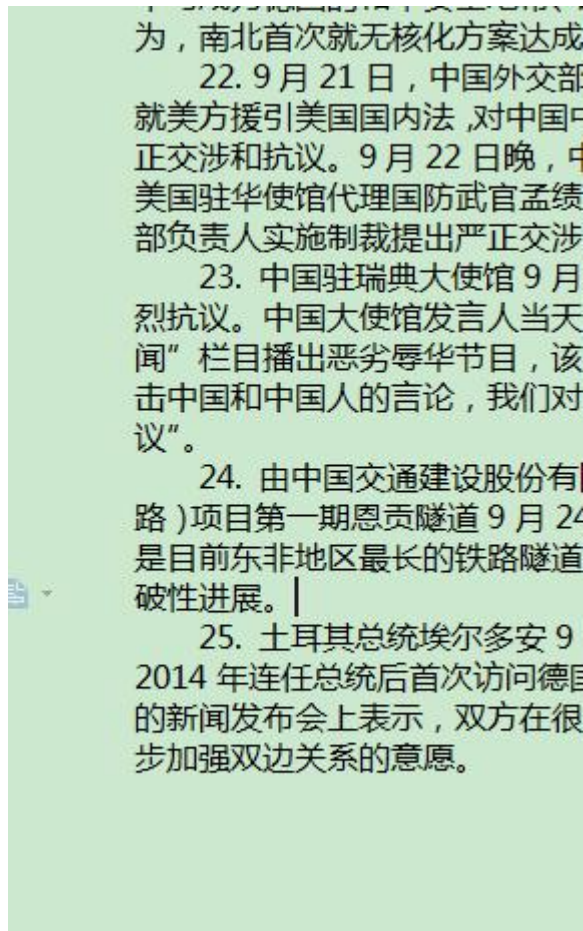 为，南北首次就无核化方案达成
22. 9 月 21 日，中国外交部
就美方援引美国国内法 ,对中国
正交涉和抗议。9 月 22 日晚，中
美国驻华使馆代理国防武官孟绩
部负责人实施制裁提出严正交涉
23. 中国驻瑞典大使馆 9 月
烈抗议。中国大使馆发言人当天
闻” 栏目播出恶劣辱华节目，该
击中国和中国人的言论，我们对
议”。
24. 由中国交通建设股份有
路 )项目第一期恩贡隧道 9 月 24
是目前东非地区最长的铁路隧道
破性进展。
25. 土耳其总统埃尔多安 9
2014 年连任总统后首次访问德国
的新闻发布会上表示，双方在很
步加强双边关系的意愿。